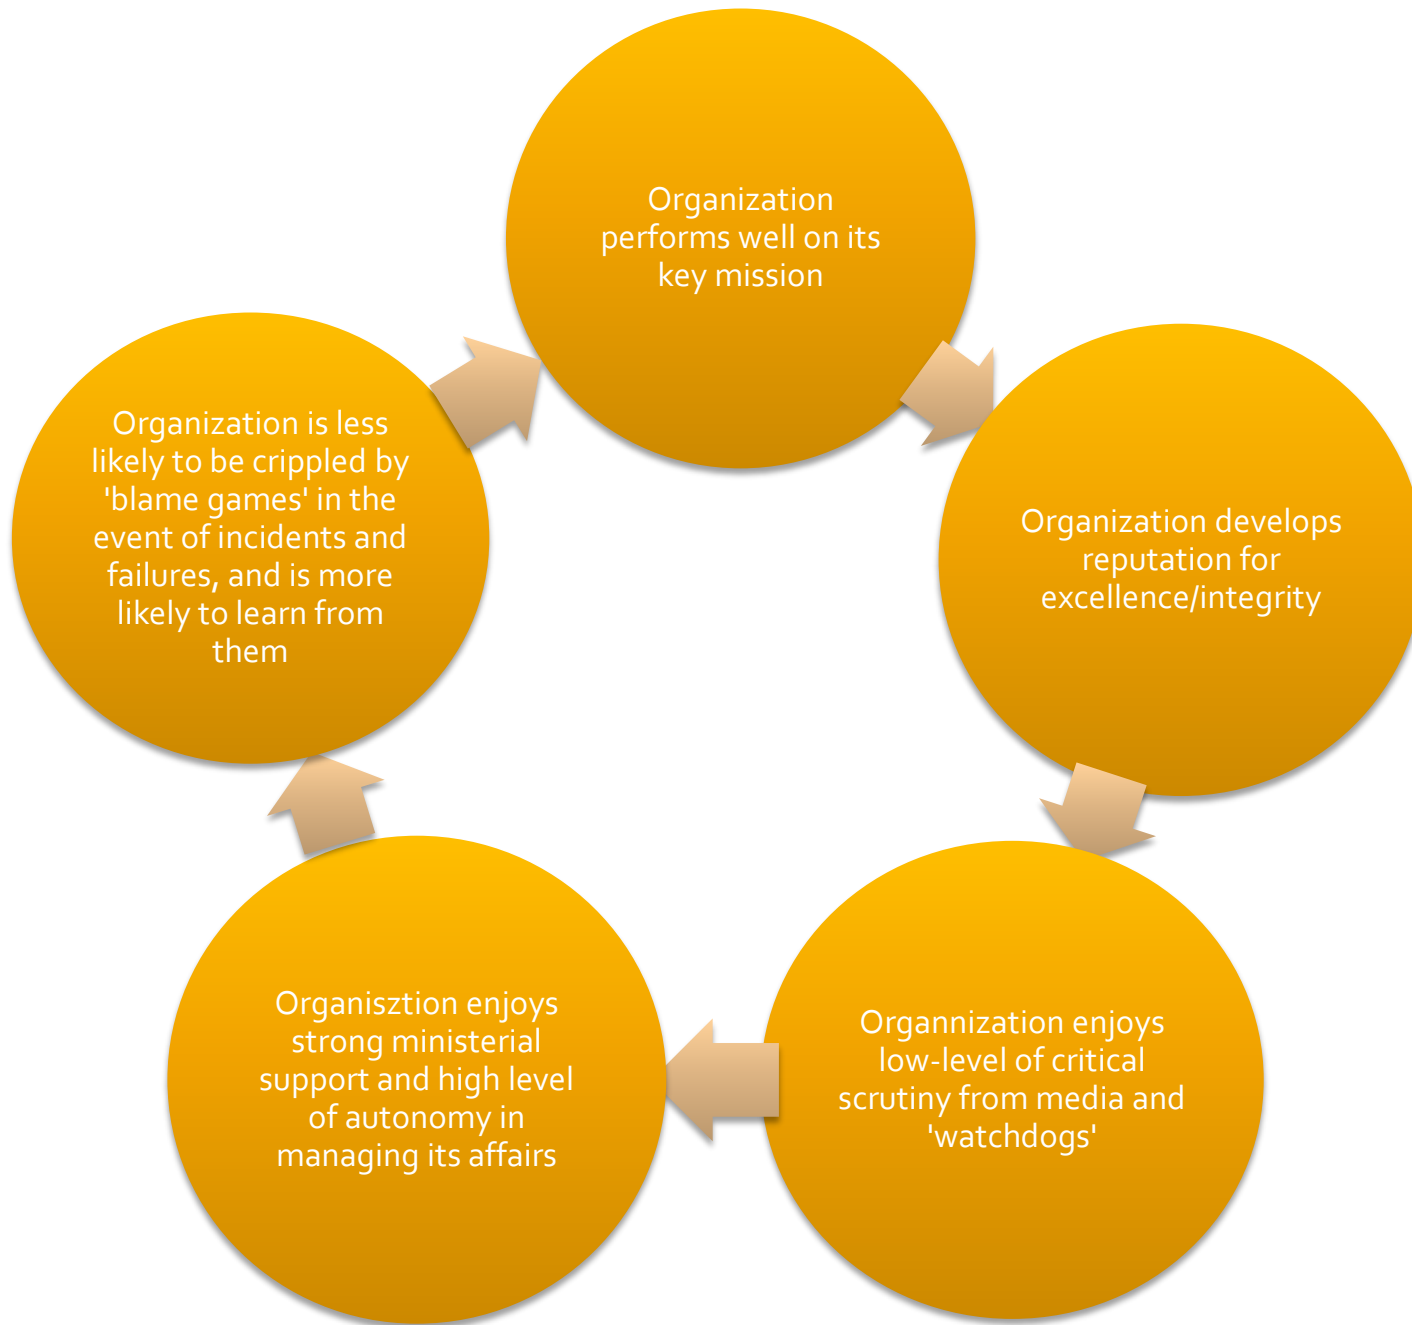 Organization
performs well on its
key mission
Organization develops
reputation for
excellence/integrity
Organnization enjoys
low-level of critical
scrutiny from media and
'watchdogs'
Organisztion enjoys
strong ministerial
support and high level
of autonomy in
managing its affairs
Organization is less
likely to be crippled by
'blame games' in the
event of incidents and
failures, and is more
likely to learn from
them